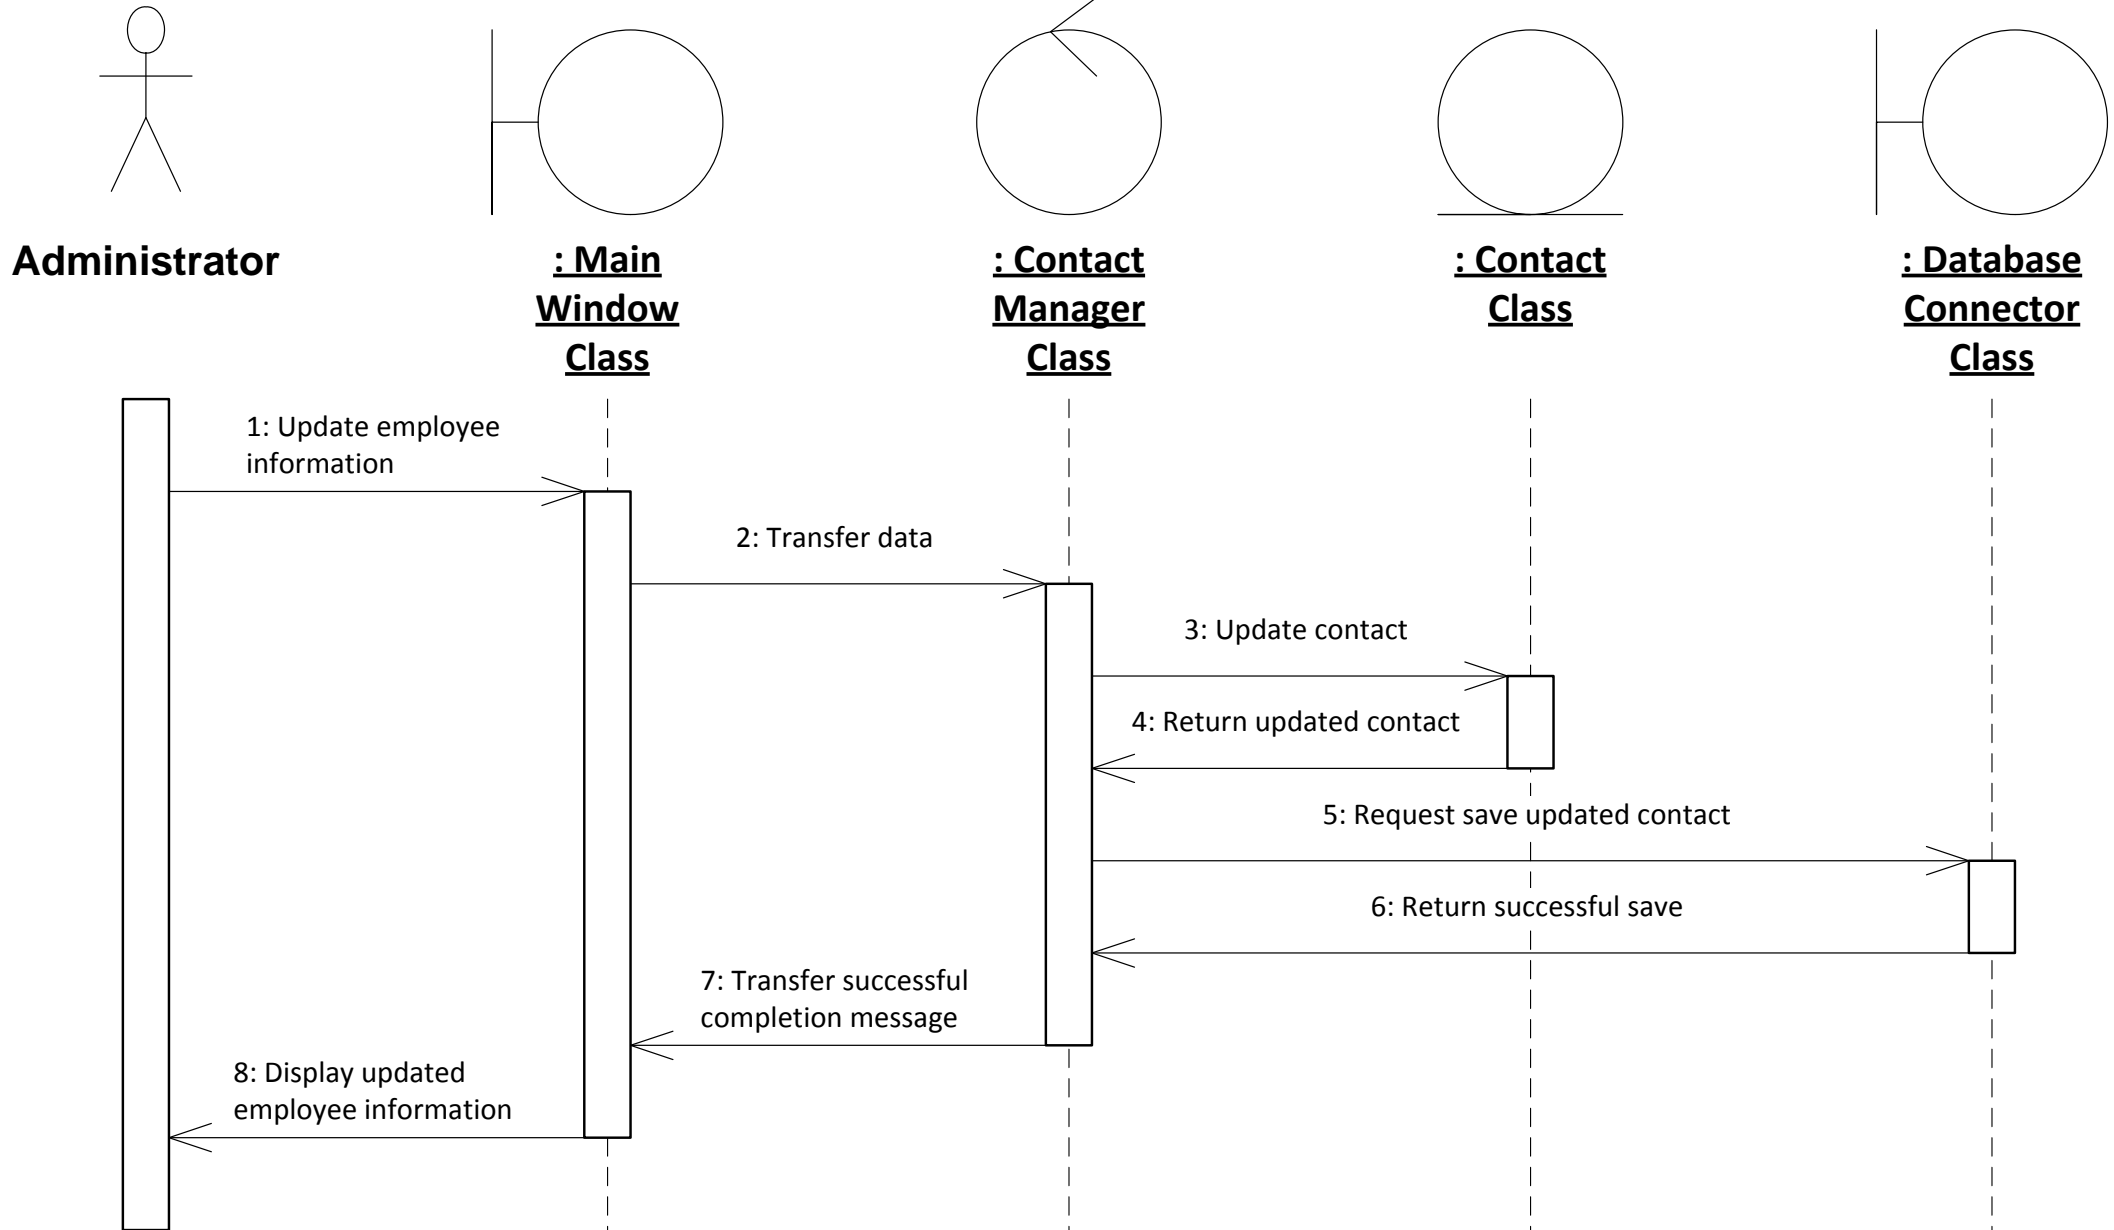 Administrator
: Main
Window
Class
: Contact
Manager
Class
: Contact
Class
: Database
Connector
Class
1: Update employee
information
2: Transfer data
3: Update contact
4: Return updated contact
5: Request save updated contact
6: Return successful save
7: Transfer successful
completion message
8: Display updated
employee information